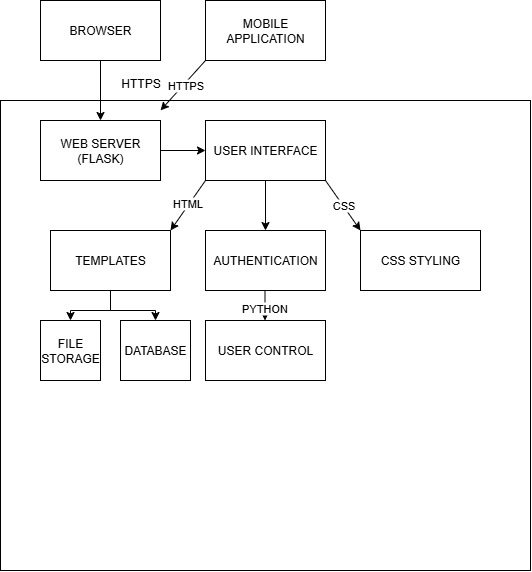 BROWSER
MOBILE
APPLICATION
HTTPS
HTTPS
WEB SERVER
(FLASK)
USER INTERFACE
HTML
CSS
TEMPLATES
AUTHENTICATION
CSS STYLING
PYTHON
FILE
STORAGE
DATABASE
USER CONTROL